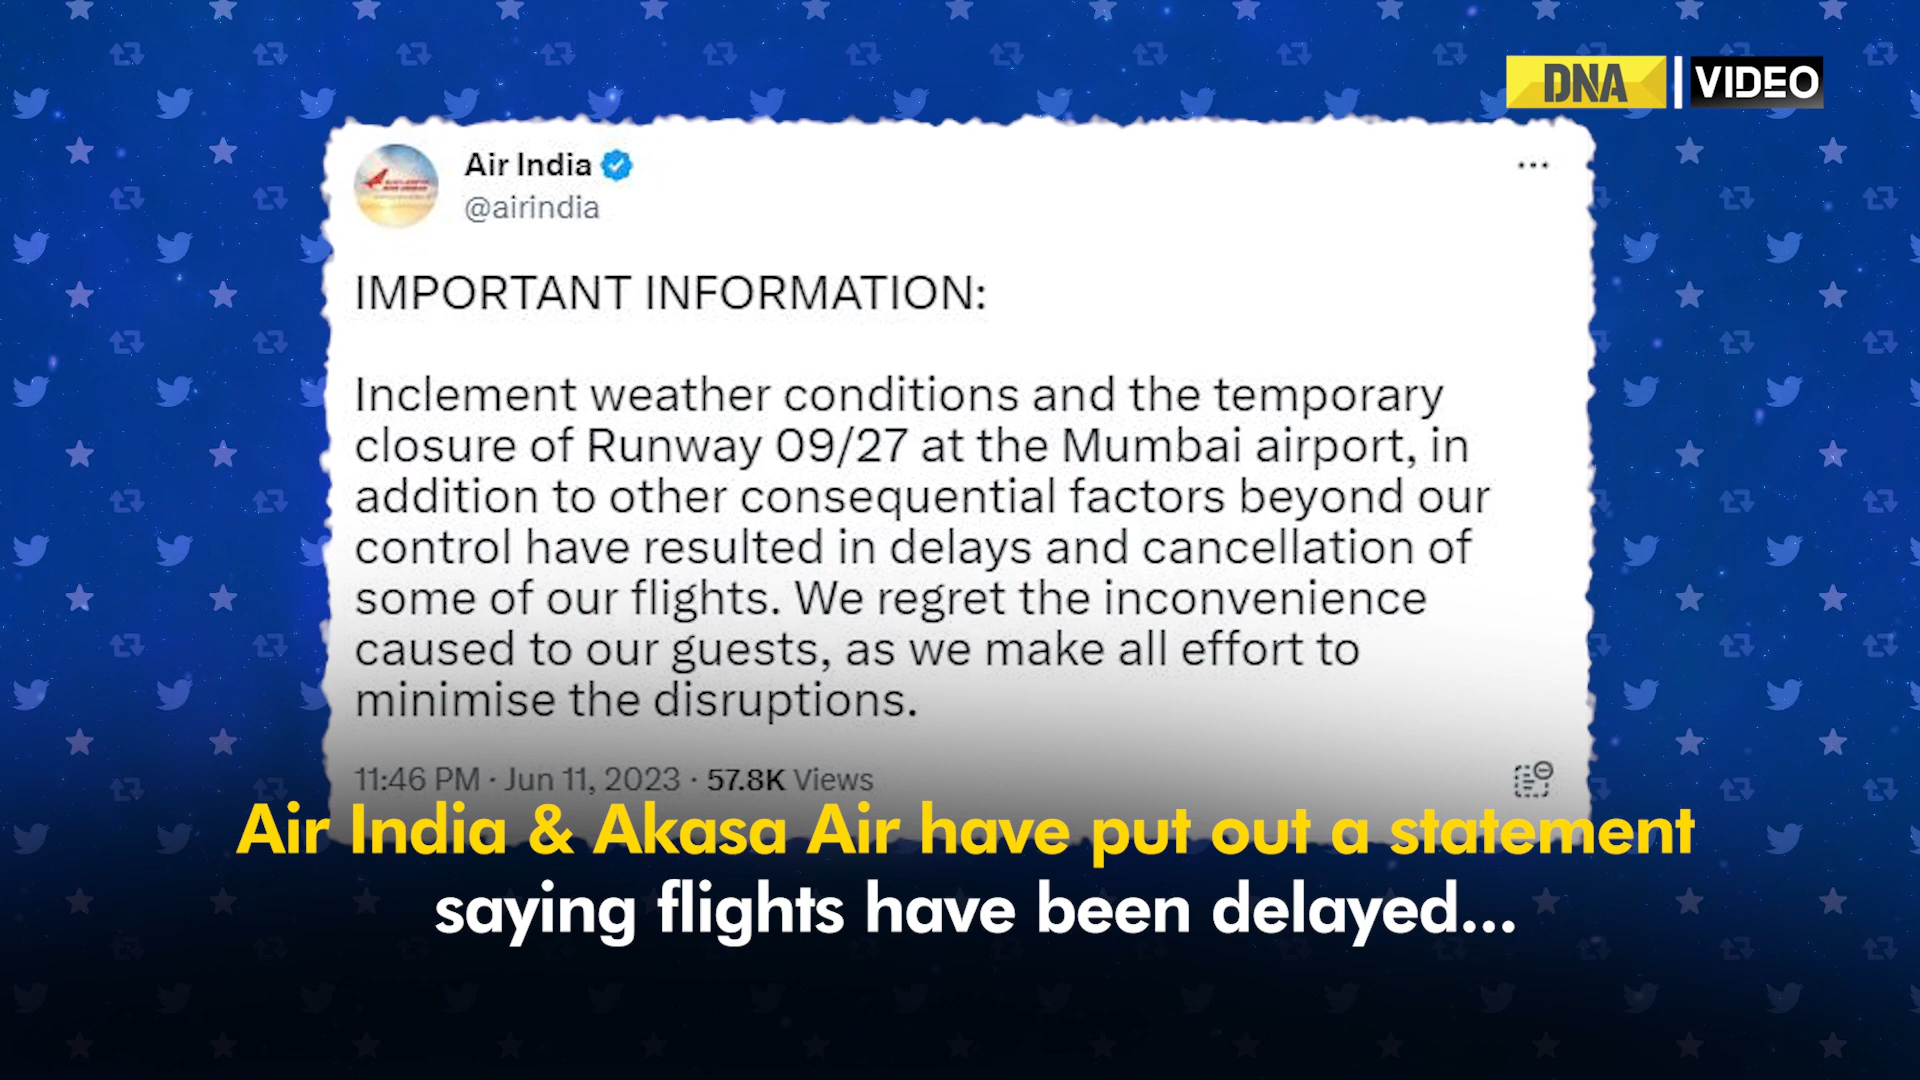 DNA VIDEO
Air India
@airindia
IMPORTANT INFORMATION:
Inclement weather conditions and the temporary
closure of Runway 09/27 at the Mumbai airport, in
addition to other consequential factors beyond our
control have resulted in delays and cancellation of
some of our flights. We regret the inconvenience
caused to our guests, as we make all effort to
minimise the disruptions.
11:46 PM · Jun 11, 2023 · 57.8K Views
Air India & Akasa Air have put out a statement
saying flights have been delayed...